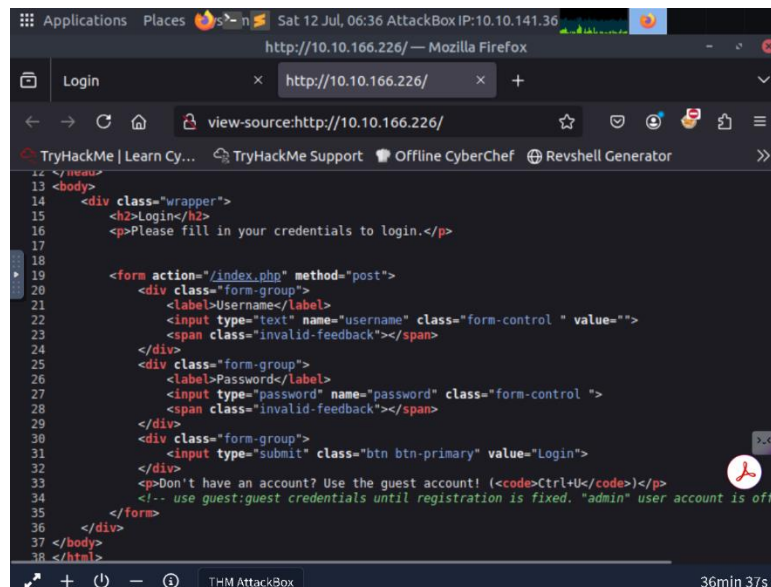 Applications Places Sat 12 Jul, 06:36 AttackBox IP:10.10.141.36
http://10.10.166.226/ — Mozilla Firefox
Login × http://10.10.166.226/ × +
view-source:http://10.10.166.226/
TryHackMe | Learn Cy... TryHackMe Support Offline CyberChef Revshell Generator »
12 </head>
13 <body>
14 <div class="wrapper">
15 <h2>Login</h2>
16 <p>Please fill in your credentials to login.</p>
17
18
19 <form action="/index.php" method="post">
20 <div class="form-group">
21 <label>Username</label>
22 <input type="text" name="username" class="form-control " value="">
23 <span class="invalid-feedback"></span>
24 </div>
25 <div class="form-group">
26 <label>Password</label>
27 <input type="password" name="password" class="form-control ">
28 <span class="invalid-feedback"></span>
29 </div>
30 <div class="form-group">
31 <input type="submit" class="btn btn-primary" value="Login">
32 </div>
33 <p>Don't have an account? Use the guest account! (<code>Ctrl+U</code>)</p>
34 <!-- use guest:guest credentials until registration is fixed. "admin" user account is off
35 </form>
36 </div>
37 </body>
38 </html>
THM AttackBox 36min 37s